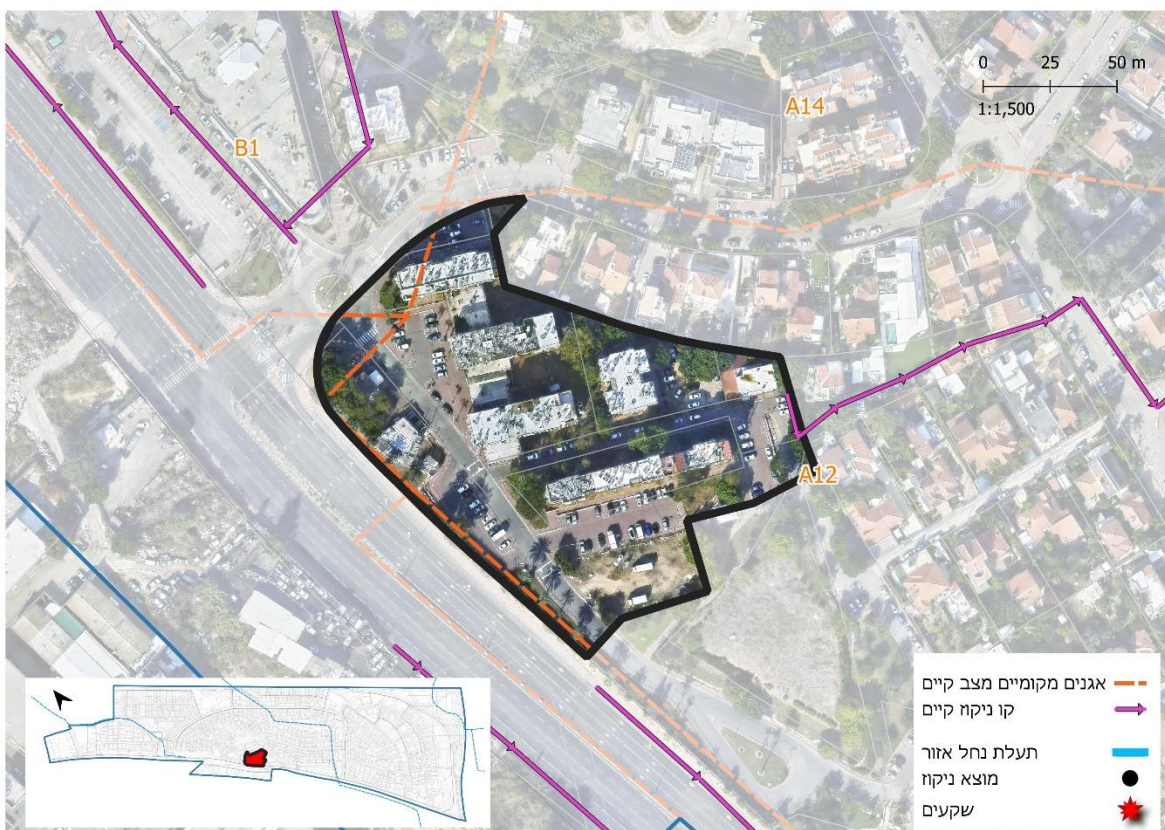 0 25 50 m
1:1,500
A14
B1
A12
אגנים מקומיים מצב קיים
קו ניקוז קיים
תעלת נחל אזור
מוצא ניקוז
שקעים